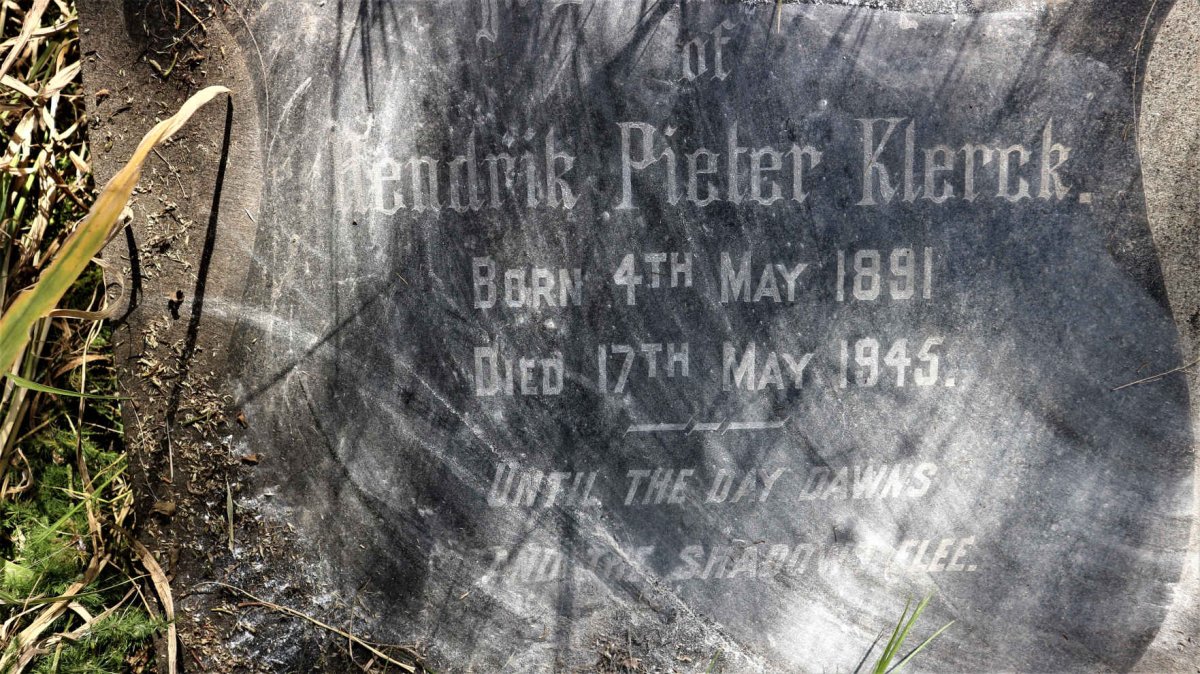 of
Hendrik Pieter Klerck.
BORN 4TH MAY 1891
DIED 17TH MAY 1945.
UNTIL THE DAY DAWNS
AND THE SHADOWS FLEE.